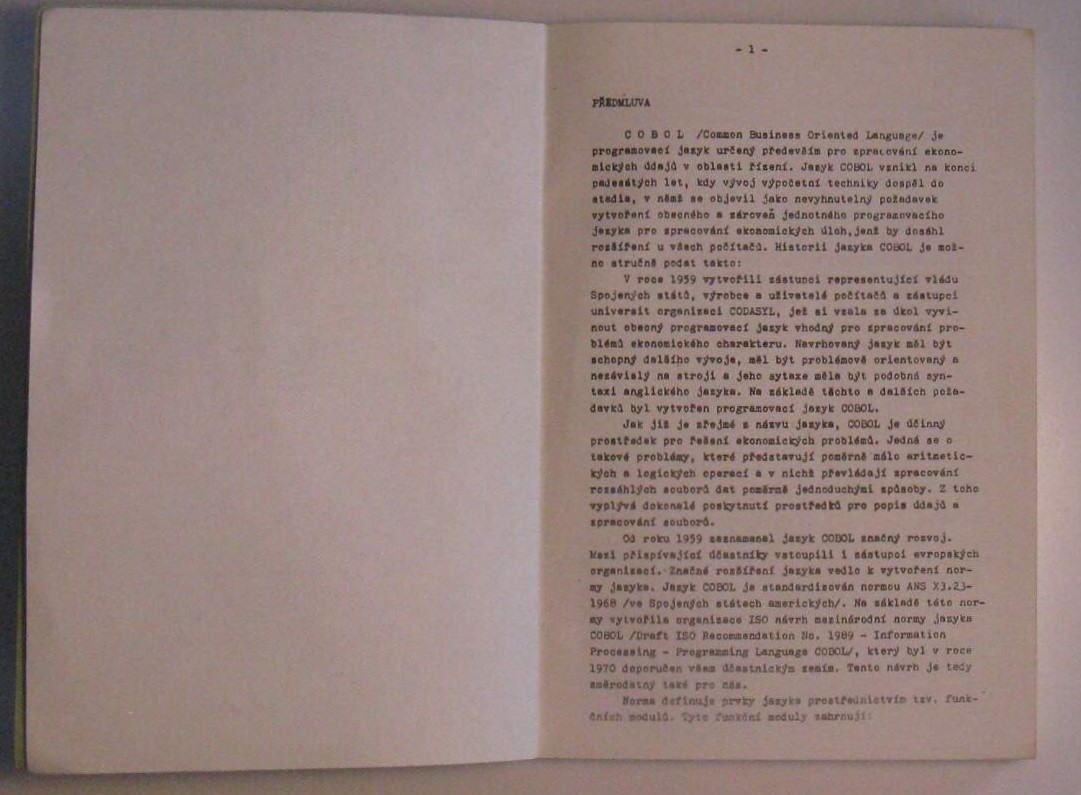 - 1 -
PŘEDMLUVA
C O B O L /Common Business Oriented Language/ je
programovací jazyk určený především pro zpracování ekono-
mických údajů v oblasti řízení. Jazyk COBOL vznikl na konci
padesátých let, kdy vývoj výpočetní techniky dospěl do
stadia, v němž se objevil jako nevyhnutelný požadavek
vytvoření obecného a zároveň jednotného programovacího
jazyka pro zpracování ekonomických úloh,jenž by dosáhl
rozšíření u všech počítačů. Historii jazyka COBOL je mož-
no stručně podat takto:
V roce 1959 vytvořili zástupci representující vládu
Spojených států, výrobce a uživatelé počítačů a zástupci
universit organizaci CODASYL, jež si vzala za úkol vyvi-
nout obecný programovací jazyk vhodný pro zpracování pro-
blémů ekonomického charakteru. Navrhovaný jazyk měl být
schopný dalšího vývoje, měl být problémově orientovaný a
nezávislý na stroji a jeho sytaxe měla být podobná syn-
taxi anglického jazyka. Na základě těchto a dalších poža-
davků byl vytvořen programovací jazyk COBOL.
Jak již je zřejmé z názvu jazyka, COBOL je účinný
prostředek pro řešení ekonomických problémů. Jedná se o
takové problémy, které představují poměrně málo aritmetic-
kých a logických operací a v nichž převládají zpracování
rozsáhlých souborů dat poměrně jednoduchými způsoby. Z toho
vyplývá dokonalé poskytnutí prostředků pro popis údajů a
zpracování souborů.
Od roku 1959 zaznamenal jazyk COBOL značný rozvoj.
Mezi přispívající účastníky vstoupili i zástupci evropských
organizací. Značné rozšíření jazyka vedlo k vytvoření nor-
my jazyka. Jazyk COBOL je standardizován normou ANS X3.23-
1968 /ve Spojených státech amerických/. Na základě této nor-
my vytvořila organizace ISO návrh mezinárodní normy jazyka
COBOL /Draft ISO Recommendation No. 1989 - Information
Processing - Programming Language COBOL/, který byl v roce
1970 doporučen všem účastnickým zemím. Tento návrh je tedy
směrodatný také pro nás.
Norma definuje prvky jazyka prostřednictvím tzv. funk-
čních modulů. Tyto funkční moduly zahrnují: